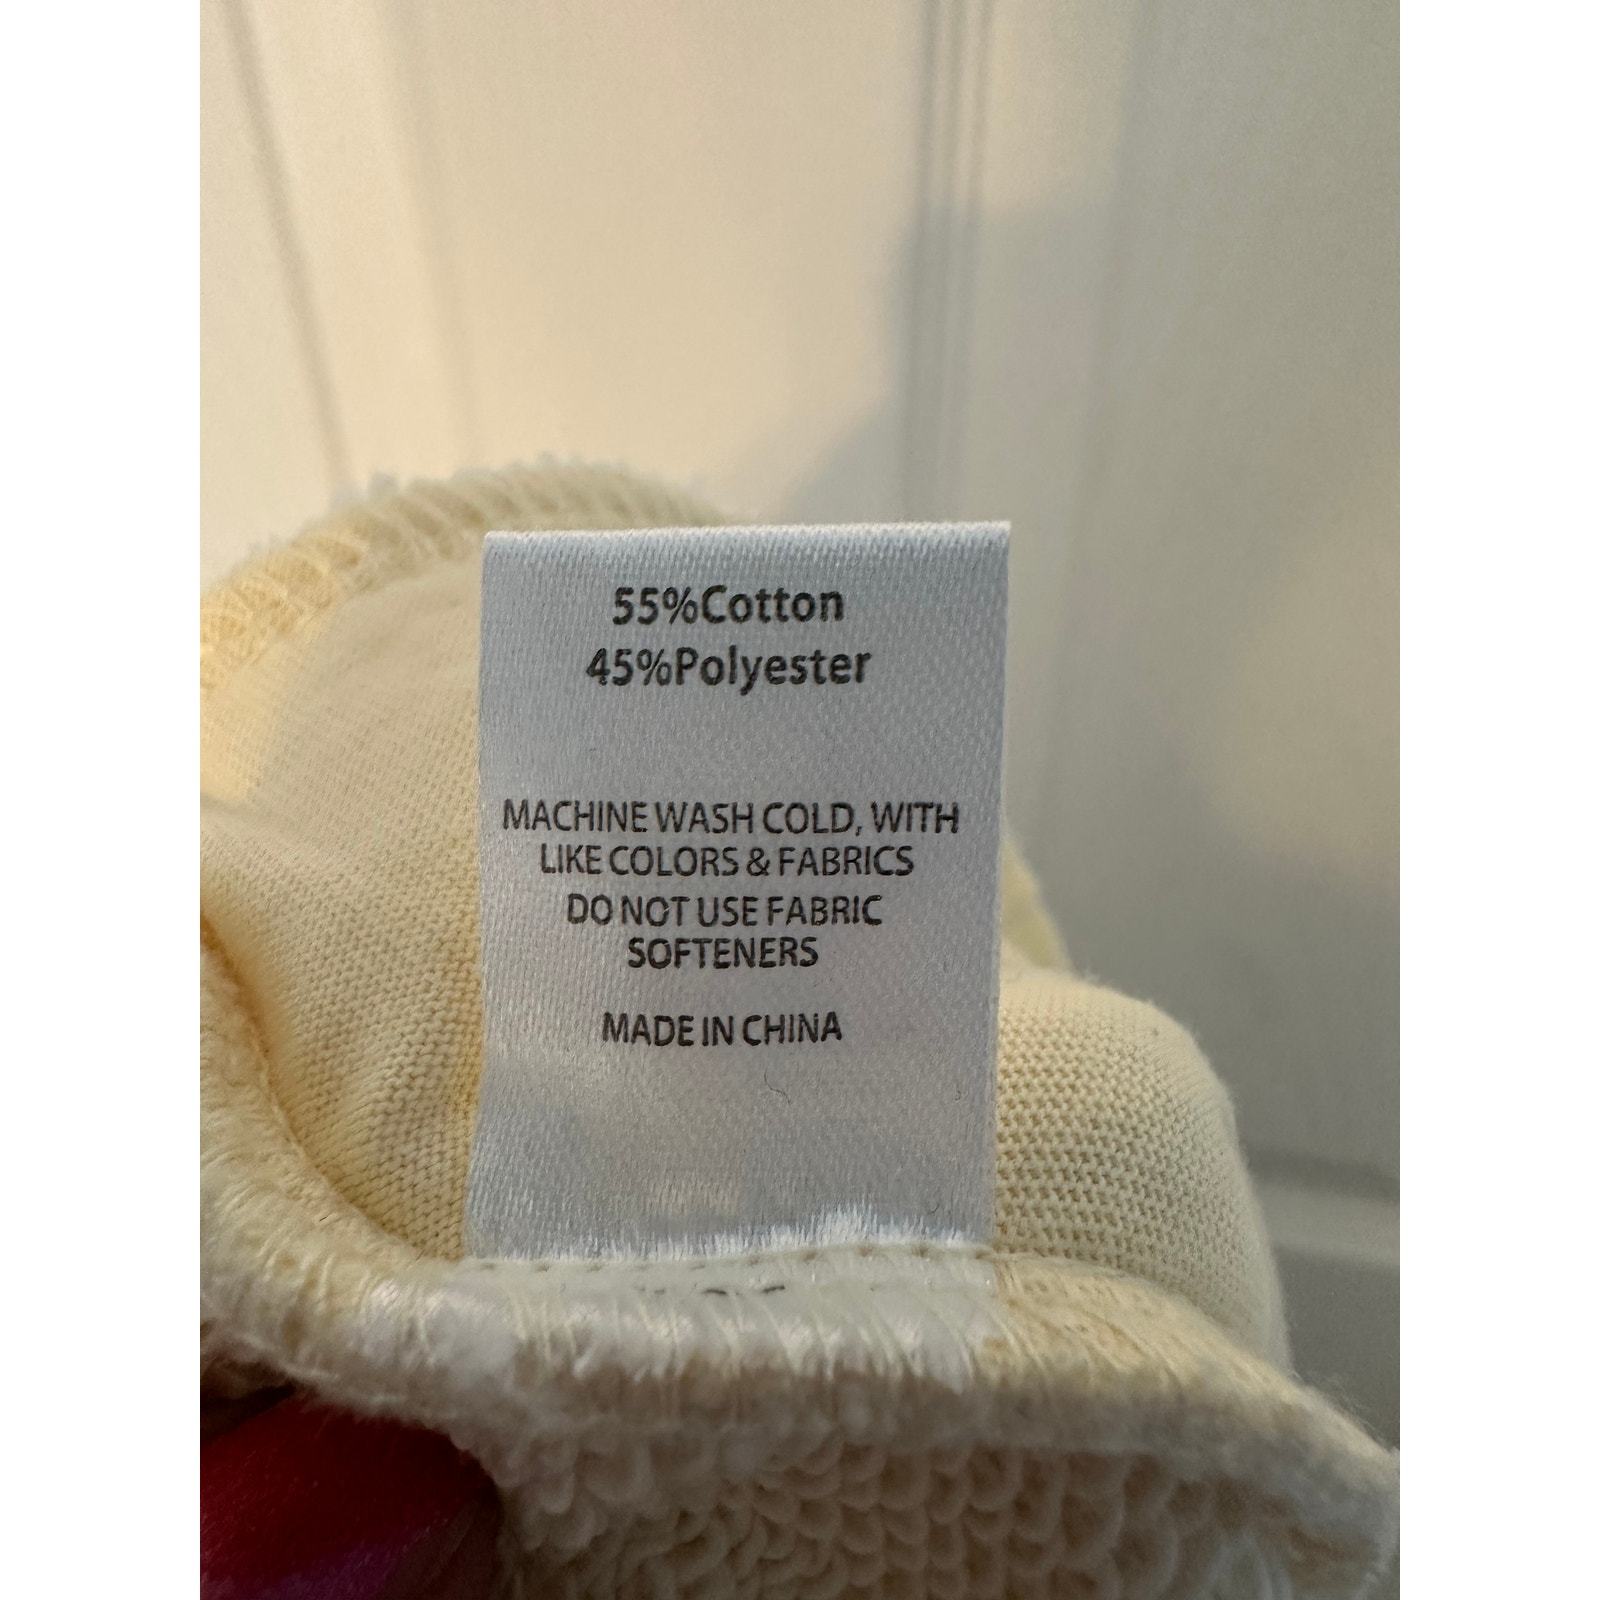 55%Cotton
45%Polyester
MACHINE WASH COLD, WITH
LIKE COLORS & FABRICS
DO NOT USE FABRIC
SOFTENERS
MADE IN CHINA